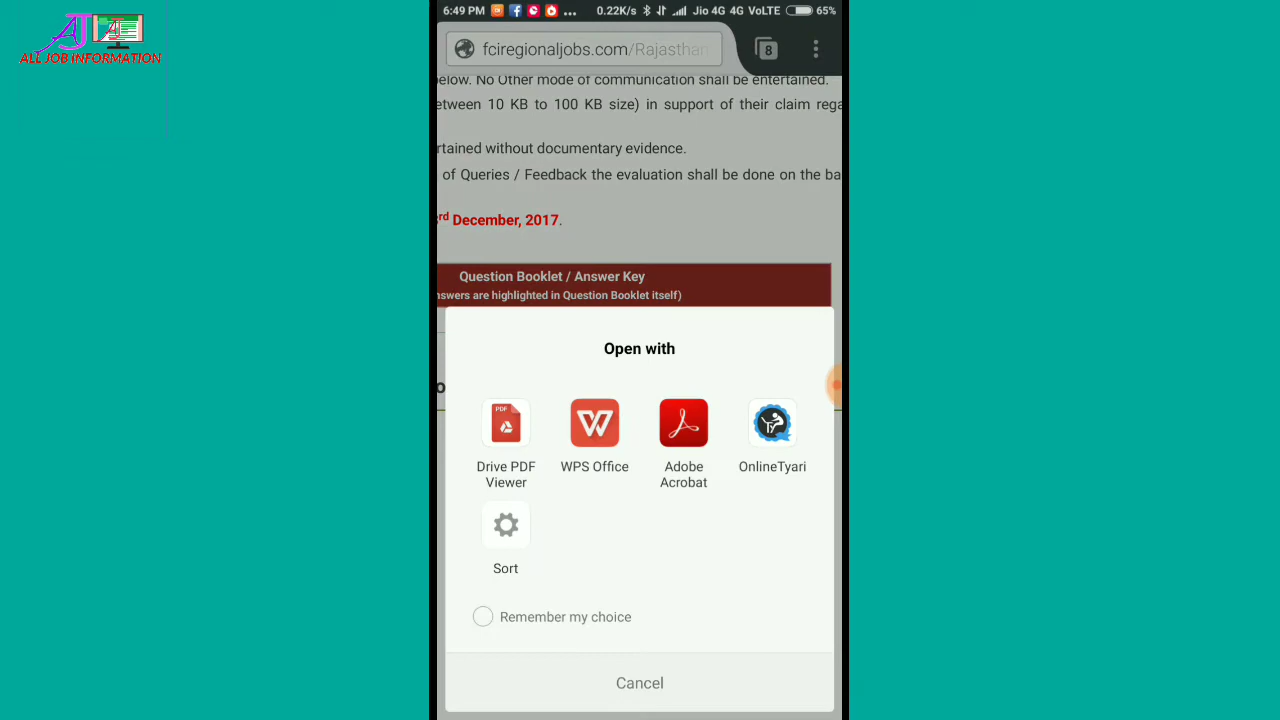 AJI
ALL JOB INFORMATION
6:49 PM ... 0.22K/s Jio 4G 4G VoLTE 65%
fciregionaljobs.com/Rajasthan 8
below. No Other mode of communication shall be entertained.
etween 10 KB to 100 KB size) in support of their claim rega
rtained without documentary evidence.
of Queries / Feedback the evaluation shall be done on the ba
rd December, 2017.
Question Booklet / Answer Key
nswers are highlighted in Question Booklet itself)
Open with
PDF
Drive PDF Viewer
WPS Office
Adobe Acrobat
OnlineTyari
Sort
Remember my choice
Cancel